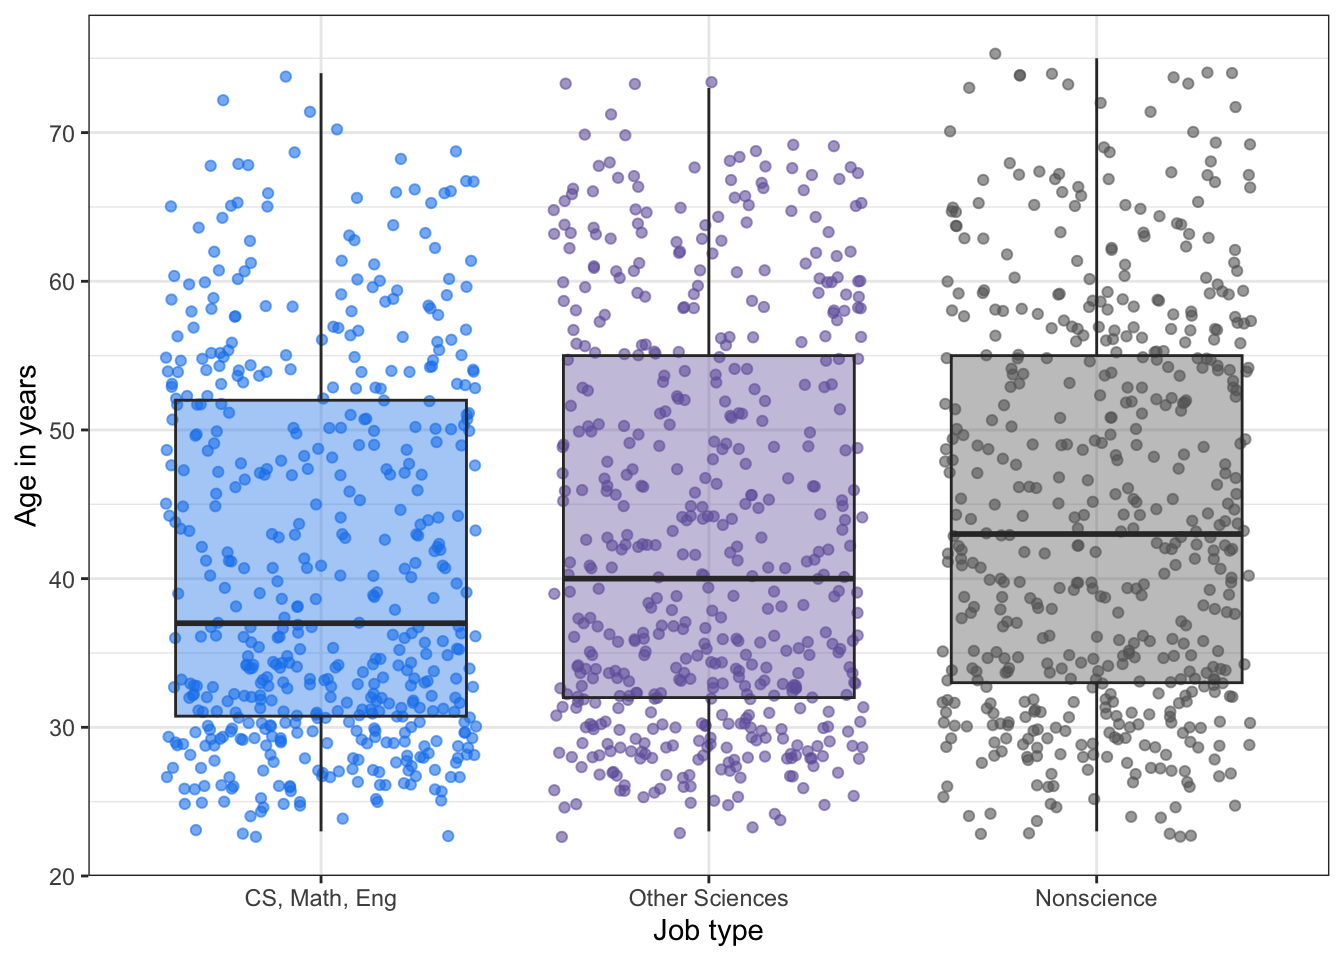 Age in years
70
60
50
40
30
20
CS, Math, Eng
Other Sciences
Nonscience
Job type